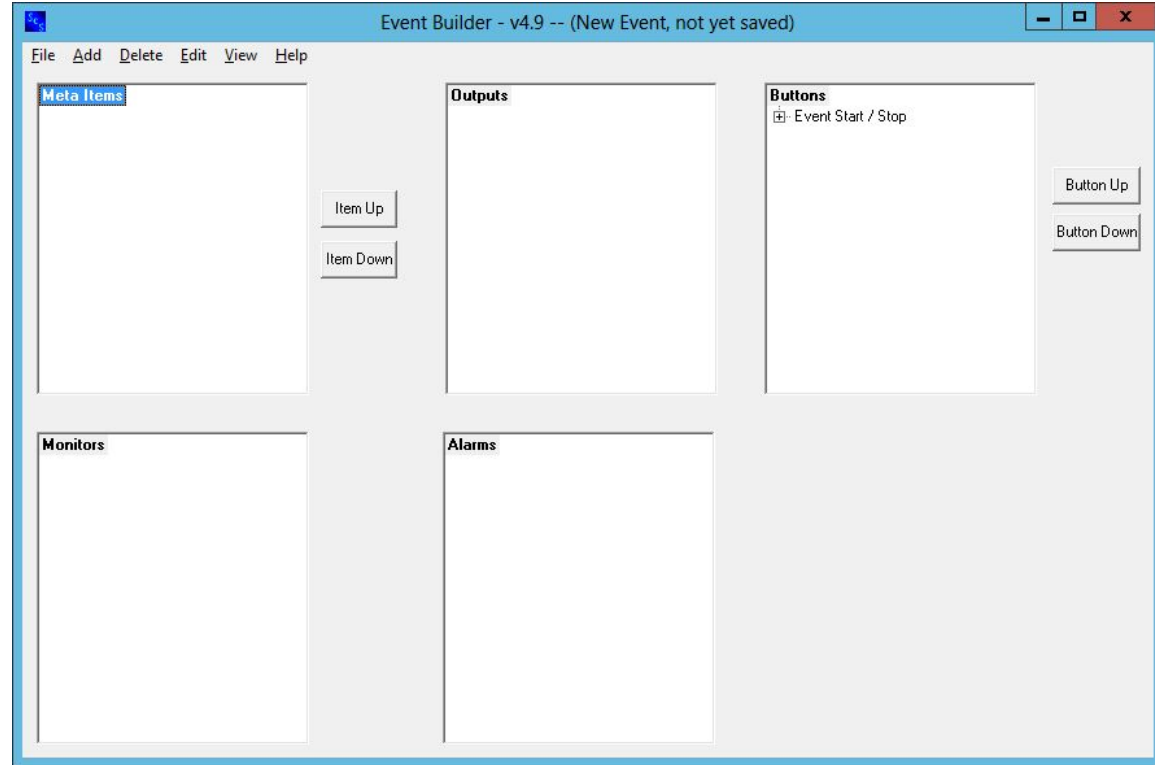 SCS
Event Builder - v4.9 -- (New Event, not yet saved)
File Add Delete Edit View Help
Meta Items
Item Up
Item Down
Outputs
Buttons
Event Start / Stop
Button Up
Button Down
Monitors
Alarms